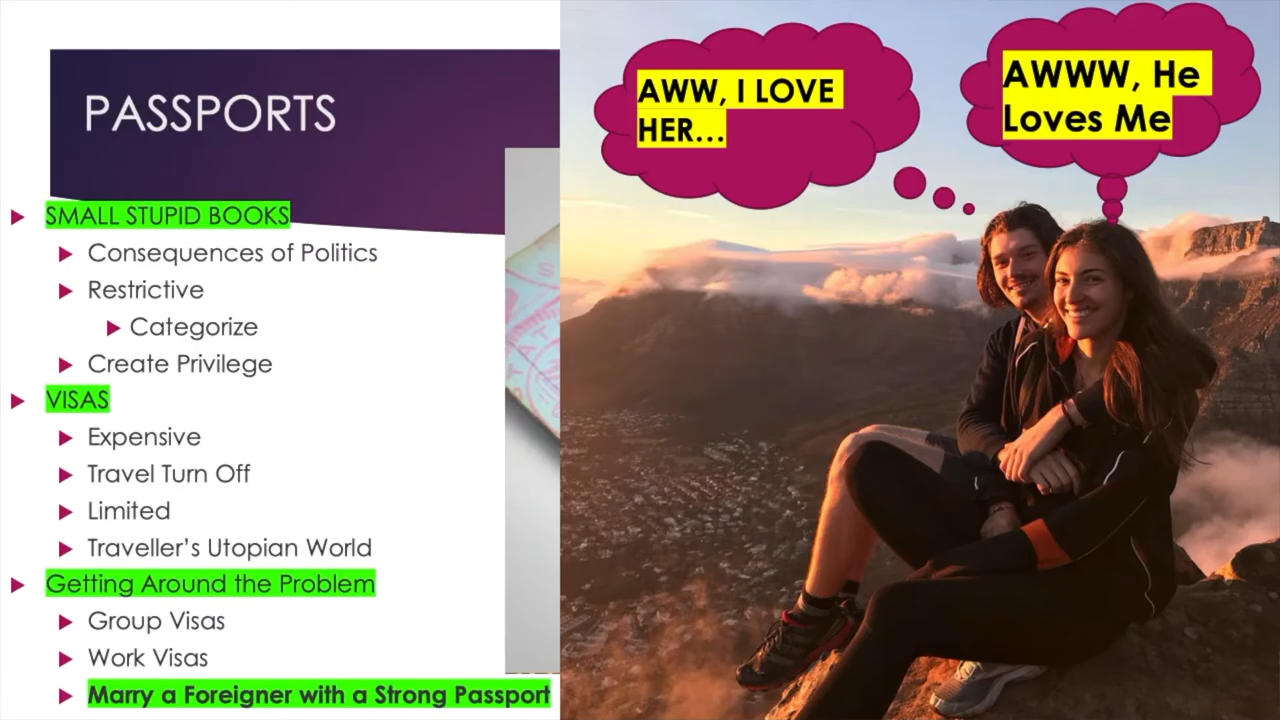 PASSPORTS
SMALL STUPID BOOKS
Consequences of Politics
Restrictive
Categorize
Create Privilege
VISAS
Expensive
Travel Turn Off
Limited
Traveller's Utopian World
Getting Around the Problem
Group Visas
Work Visas
Marry a Foreigner with a Strong Passport
AWW, I LOVE
HER...
AWWW, He
Loves Me